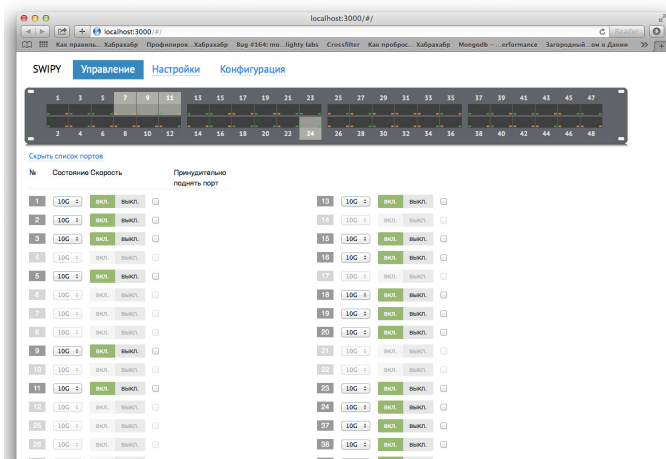 localhost:3000/#/
localhost:3000/#/
Reader
Как правиль... Хабрахабр Профилиров...Хабрахабр Bug #164: mo...lighty labs Crossfilter Как проброс... Хабрахабр Mongodb - ...erformance Загородный...ом в Дании
SWIPY Управление Настройки Конфигурация
1 3 5 7 9 11 13 15 17 19 21 23 25 27 29 31 33 35 37 39 41 43 45 47
2 4 6 8 10 12 14 16 18 20 22 24 26 28 30 32 34 36 38 40 42 44 46 48
Скрыть список портов
№ Состояние Скорость Принудительно
поднять порт
1 10G вкл. выкл. 13 10G вкл. выкл.
2 10G вкл. выкл. 14 10G вкл. выкл.
3 10G вкл. выкл. 15 10G вкл. выкл.
4 10G вкл. выкл. 16 10G вкл. выкл.
5 10G вкл. выкл. 17 10G вкл. выкл.
6 10G вкл. выкл. 18 10G вкл. выкл.
7 10G вкл. выкл. 19 10G вкл. выкл.
8 10G вкл. выкл. 20 10G вкл. выкл.
9 10G вкл. выкл. 21 10G вкл. выкл.
10 10G вкл. выкл. 22 10G вкл. выкл.
11 10G вкл. выкл. 23 10G вкл. выкл.
12 10G вкл. выкл. 24 10G вкл. выкл.
25 10G вкл. выкл. 37 10G вкл. выкл.
26 10G вкл. выкл. 38 10G вкл. выкл.